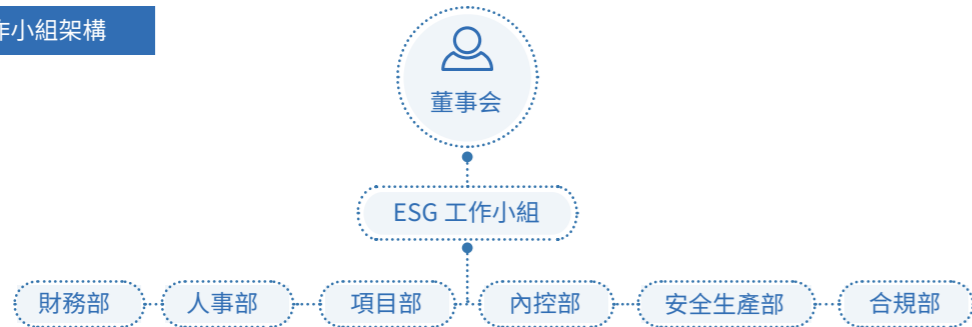 作小組架構
董事会
ESG 工作小組
財務部 人事部 項目部 內控部 安全生產部 合規部